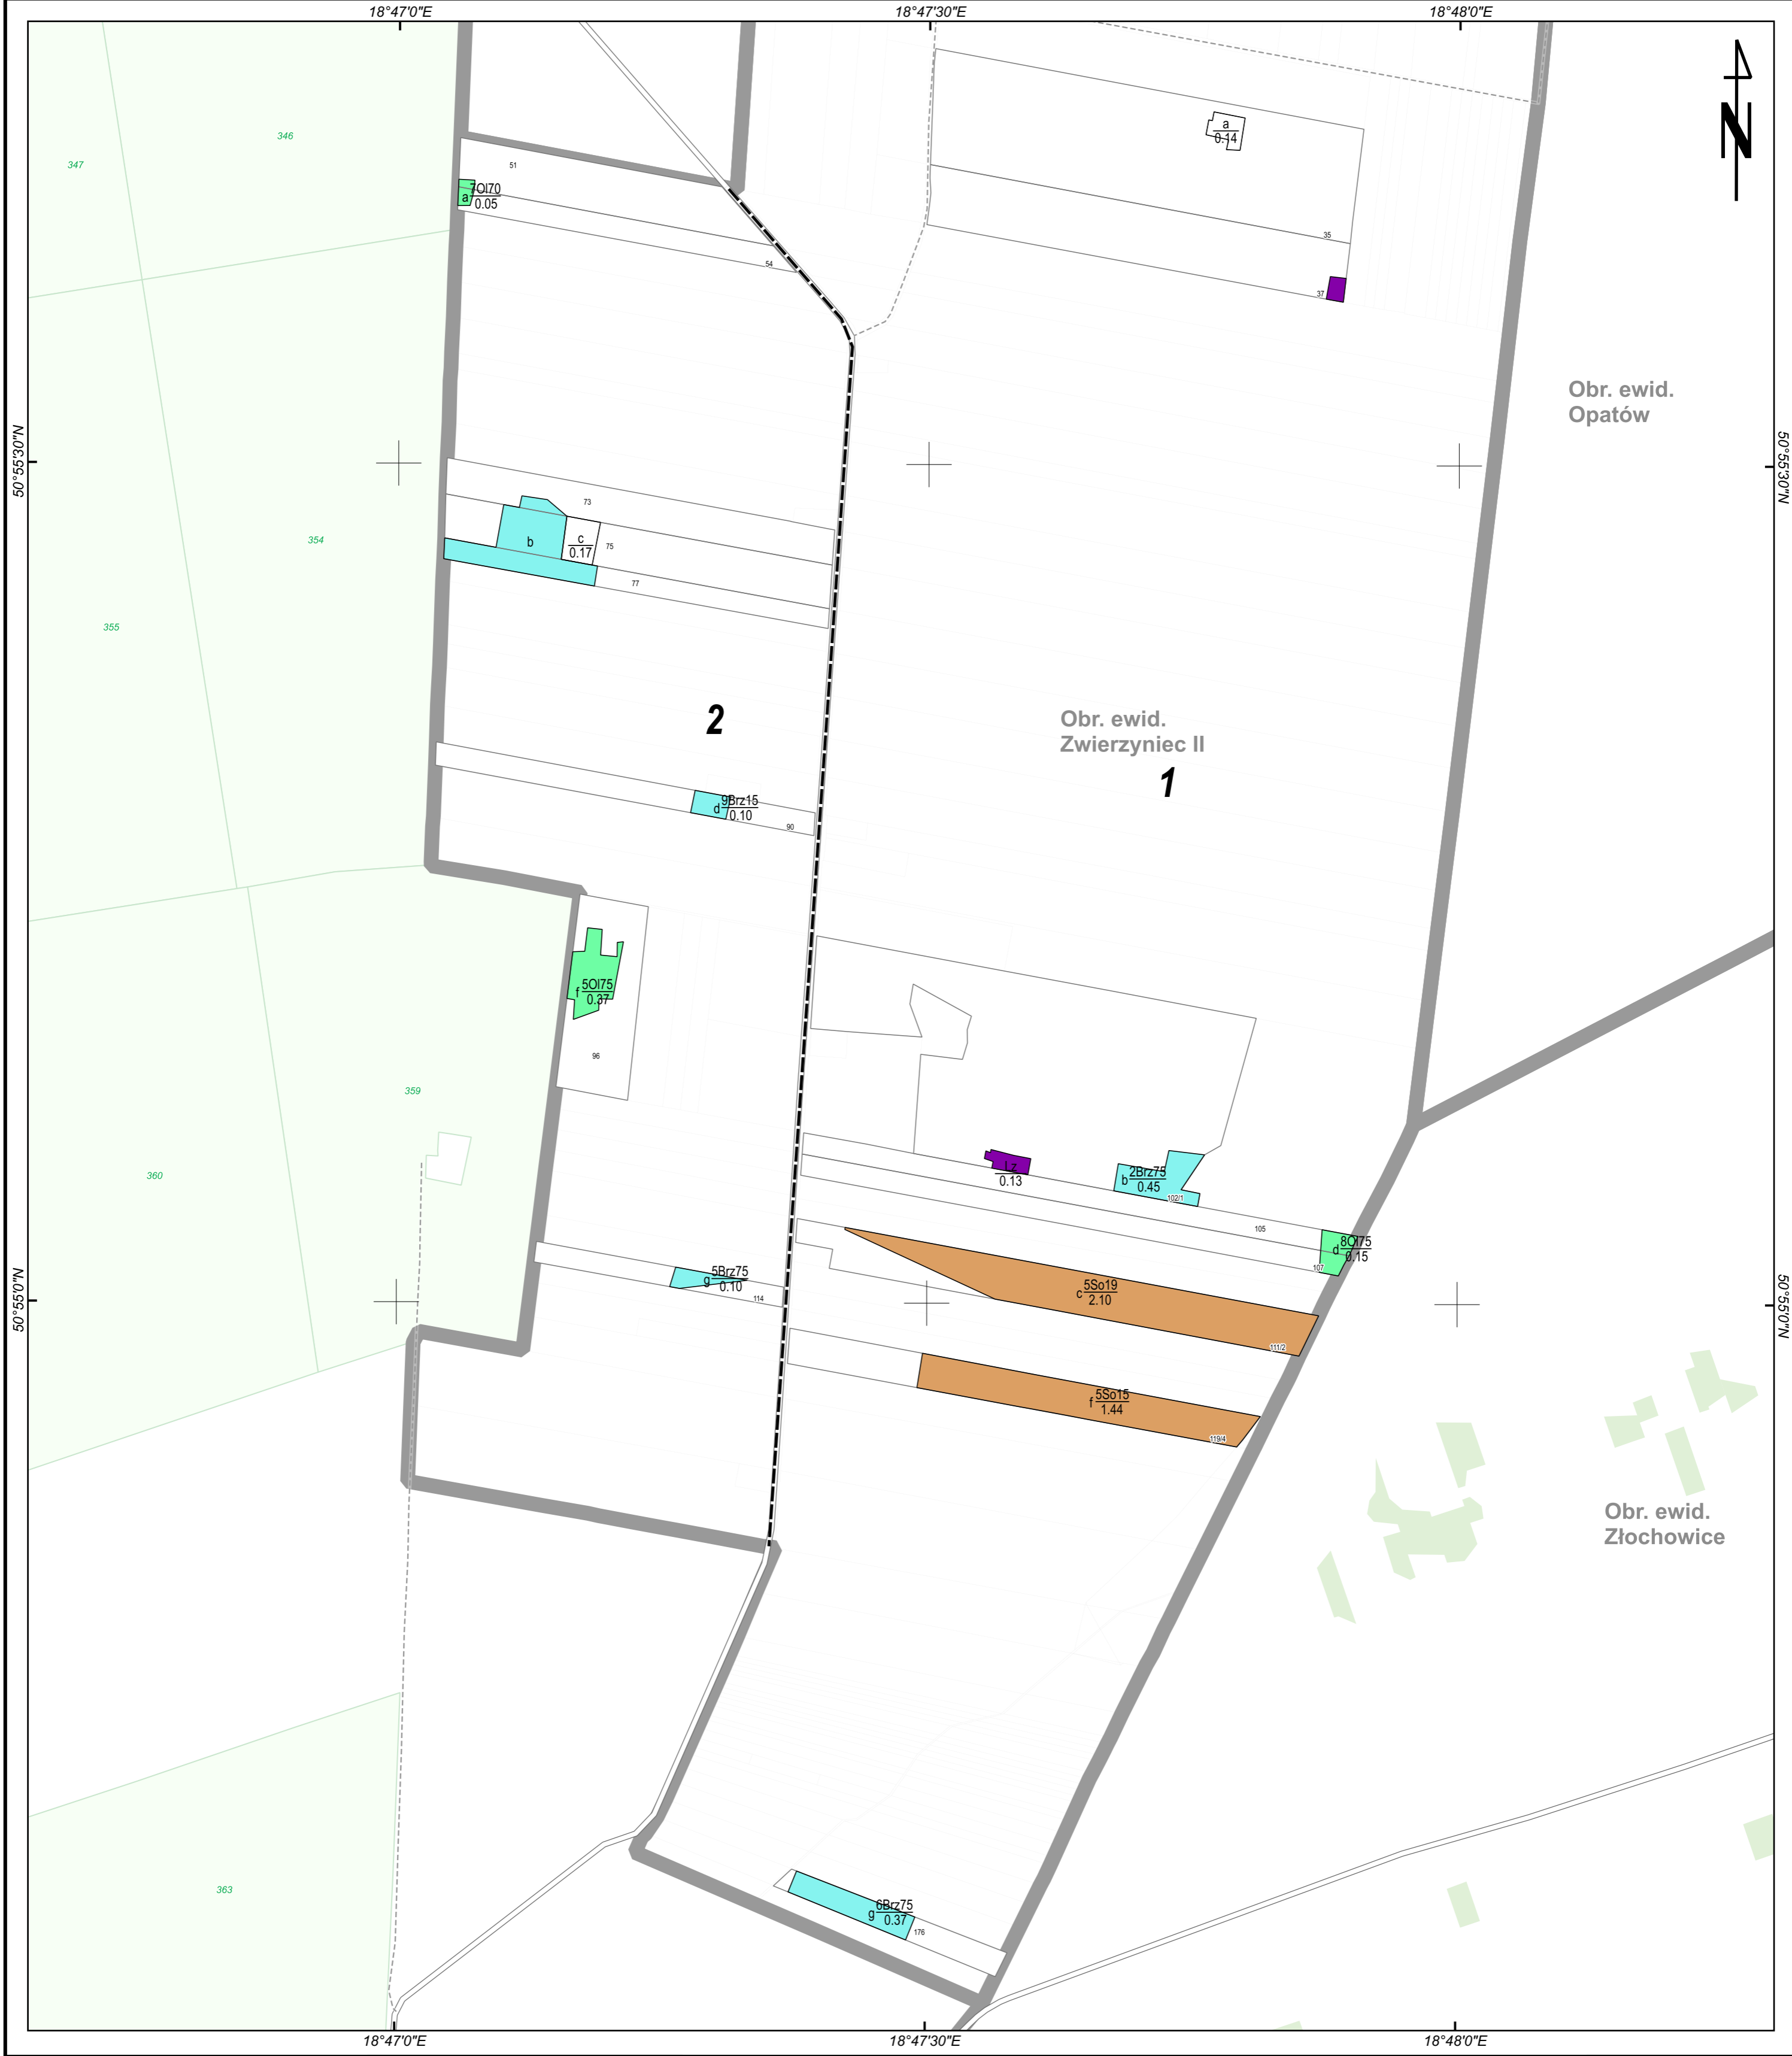 18°47'0"E
18°47'30"E
18°48'0"E
N
346
347
51
a
7Ol70
0.05
54
a
0.14
35
37
Obr. ewid.
Opatów
50°55'30"N
50°55'30"N
354
73
b
c
0.17
75
77
355
2
Obr. ewid.
Zwierzyniec II
1
d
9Brz15
0.10
90
f
5Ol75
0.37
96
359
360
Lz
0.13
b
2Brz75
0.45
102/1
105
d
8Ol75
0.15
107
g
5Brz75
0.10
114
c
5So19
2.10
111/2
50°55'0"N
50°55'0"N
f
5So15
1.44
119/4
Obr. ewid.
Złochowice
363
g
6Brz75
0.37
176
18°47'0"E
18°47'30"E
18°48'0"E